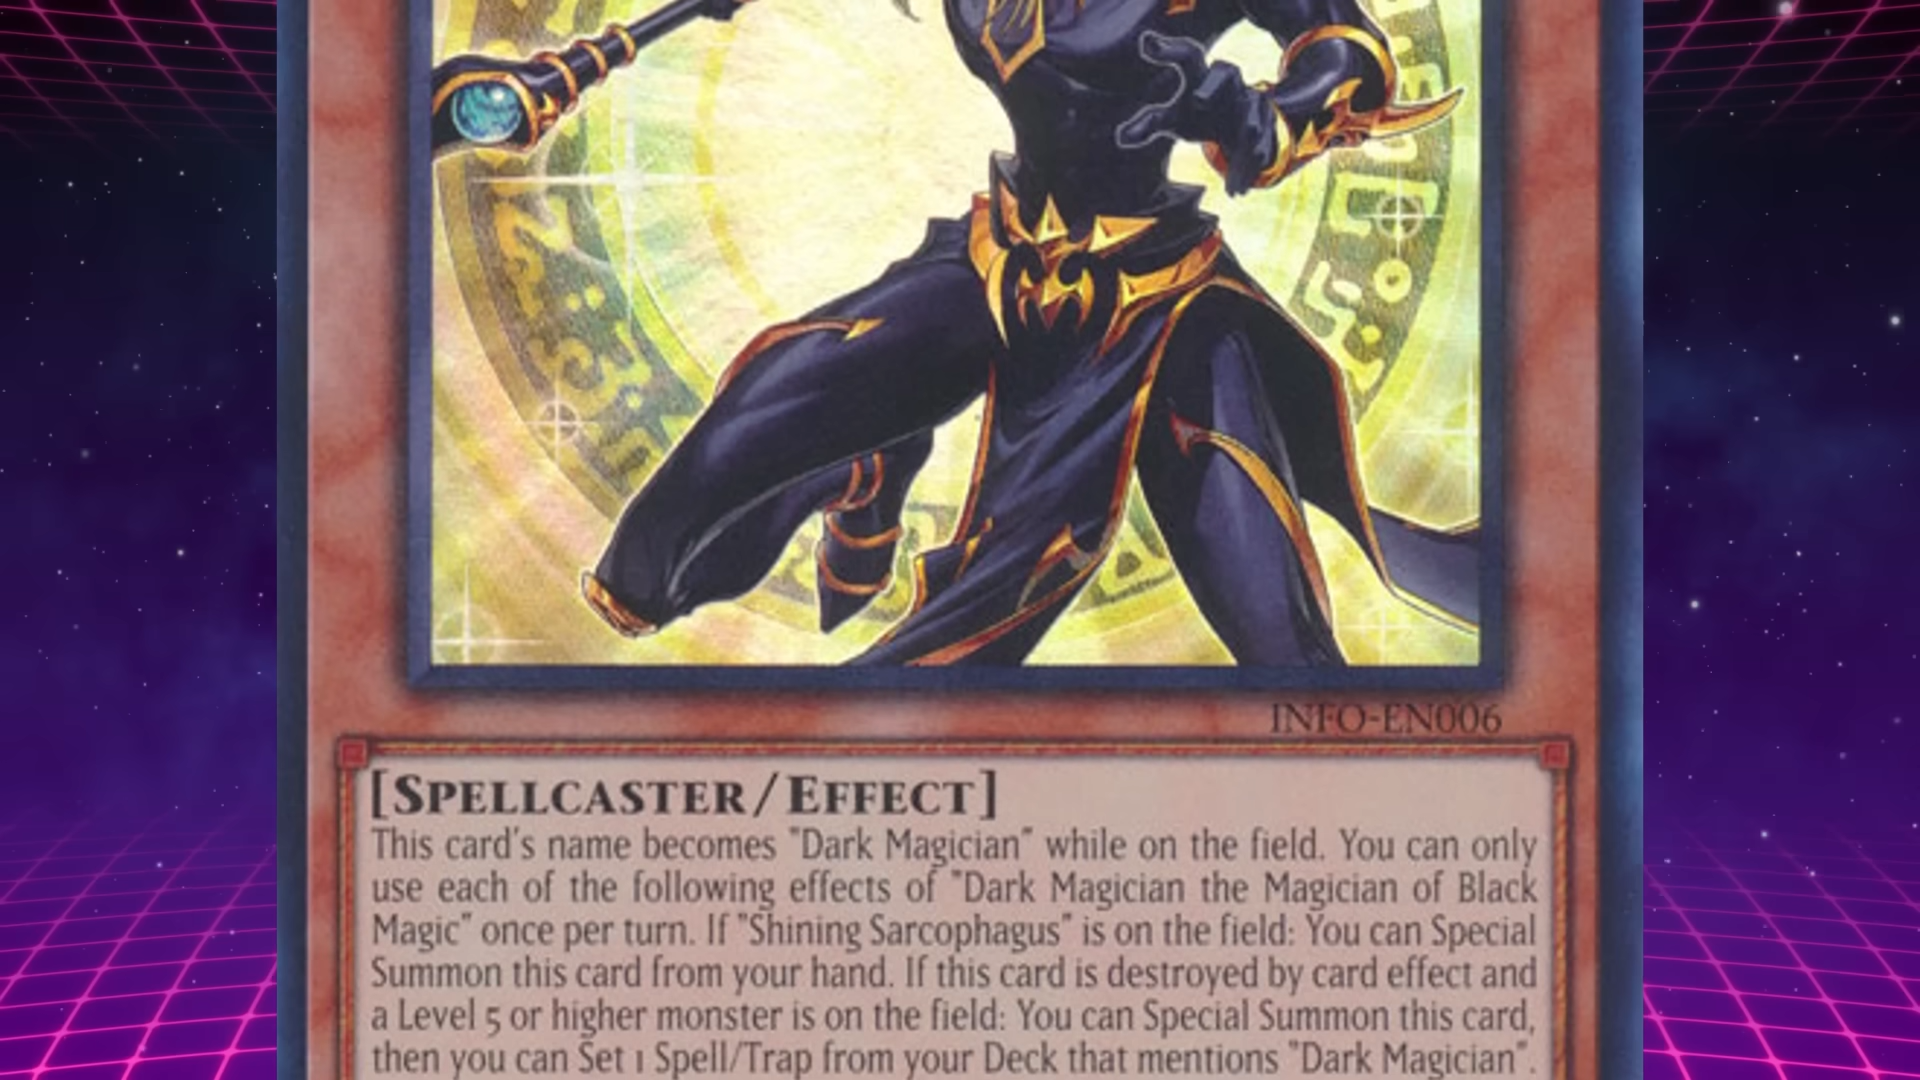 INFO-EN006
[SPELLCASTER/EFFECT]
This card's name becomes "Dark Magician" while on the field. You can only
use each of the following effects of "Dark Magician the Magician of Black
Magic" once per turn. If "Shining Sarcophagus" is on the field: You can Special
Summon this card from your hand. If this card is destroyed by card effect and
a Level 5 or higher monster is on the field: You can Special Summon this card,
then you can Set 1 Spell/Trap from your Deck that mentions "Dark Magician".